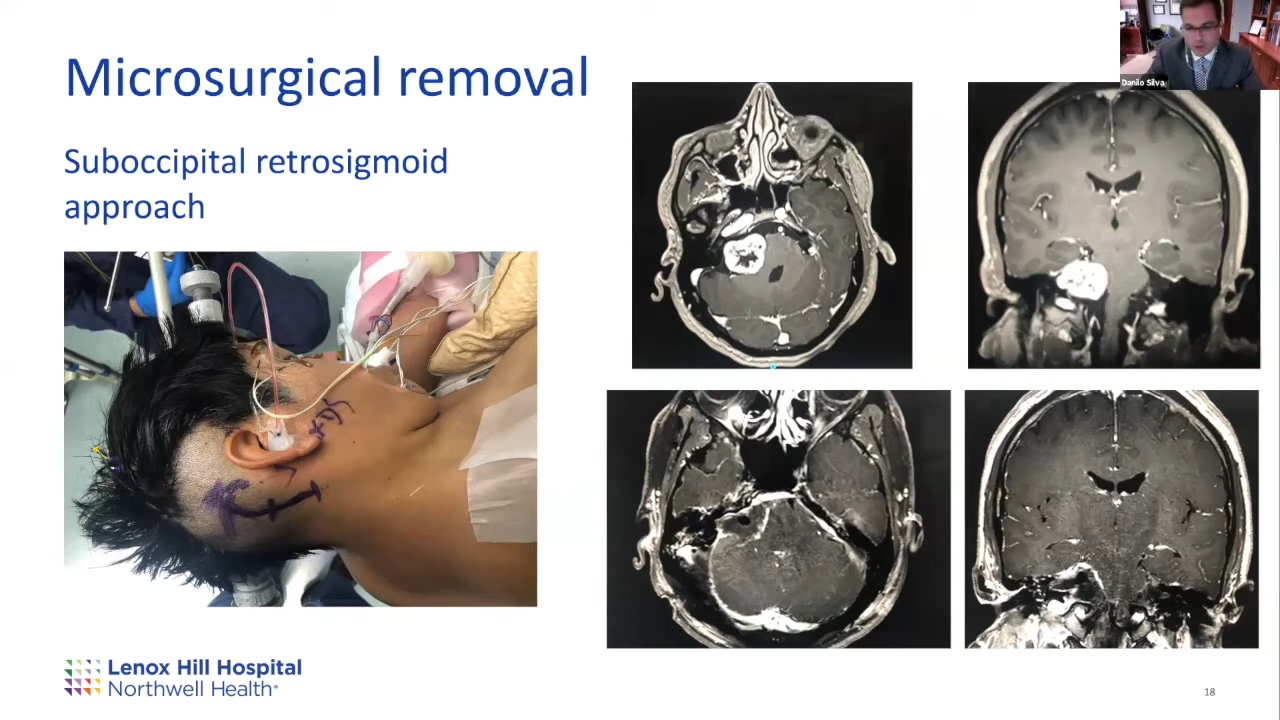 Microsurgical removal
Suboccipital retrosigmoid
approach
Danilo Silva
Lenox Hill Hospital
Northwell Health®
18